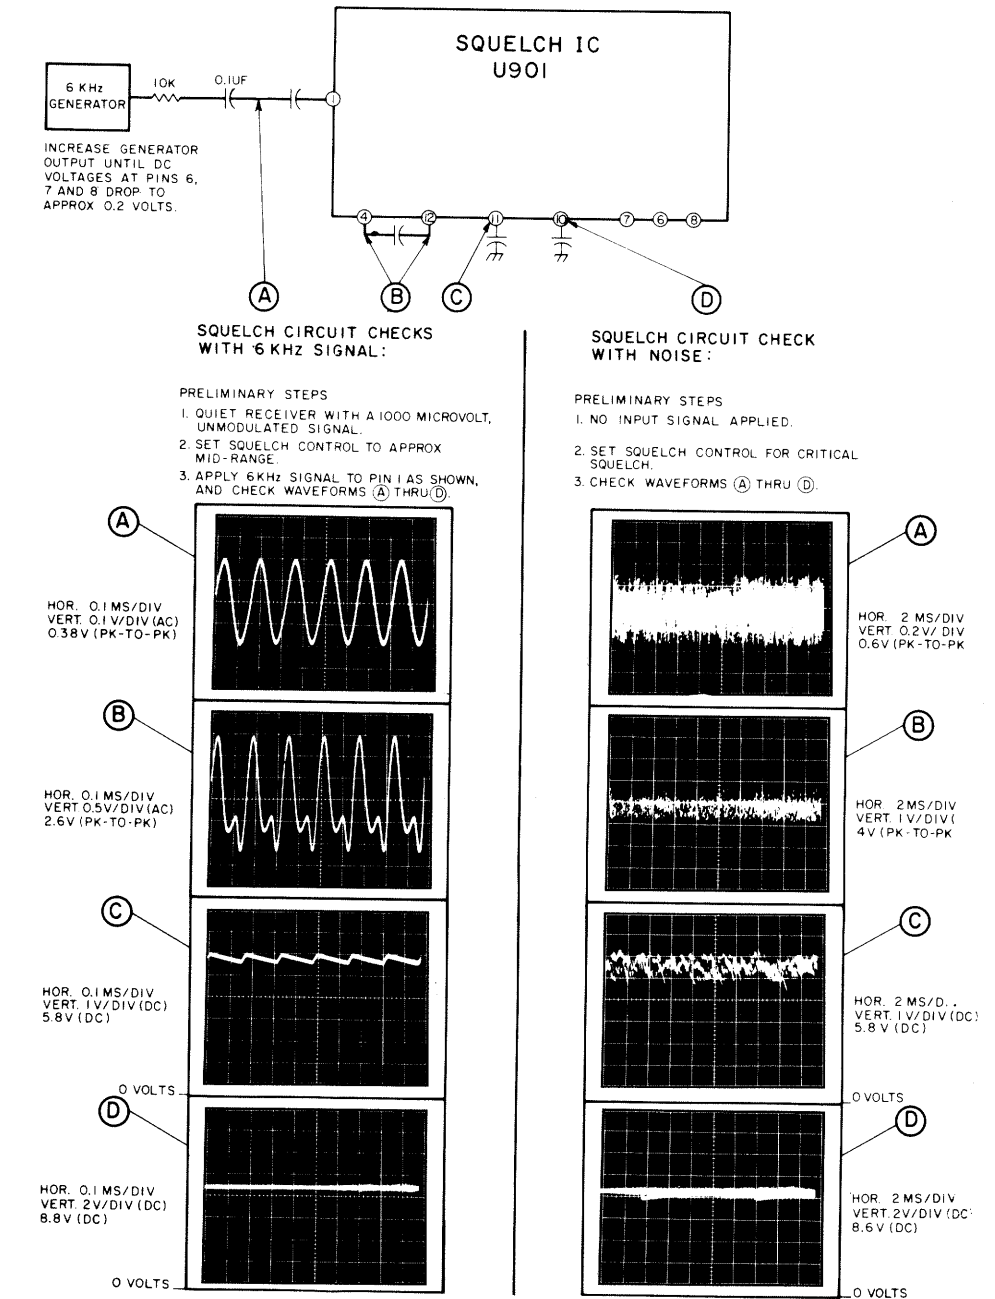 SQUELCH IC
U901
6 KHz
GENERATOR
10K
0.1UF
1
INCREASE GENERATOR
OUTPUT UNTIL DC
VOLTAGES AT PINS 6,
7 AND 8 DROP TO
APPROX 0.2 VOLTS.
4
12
11
10
7
6
8
A
B
C
D
SQUELCH CIRCUIT CHECKS
WITH 6 KHz SIGNAL:
PRELIMINARY STEPS
1. QUIET RECEIVER WITH A 1000 MICROVOLT,
UNMODULATED SIGNAL.
2. SET SQUELCH CONTROL TO APPROX
MID-RANGE.
3. APPLY 6KHz SIGNAL TO PIN 1 AS SHOWN,
AND CHECK WAVEFORMS A THRU D.
A
HOR. 0.1 MS/DIV
VERT. 0.1 V/DIV (AC)
0.38V (PK-TO-PK)
B
HOR. 0.1 MS/DIV
VERT 0.5V/DIV (AC)
2.6V (PK-TO-PK)
C
HOR. 0.1 MS/DIV
VERT. 1V/DIV (DC)
5.8V (DC)
0 VOLTS
D
HOR. 0.1 MS/DIV
VERT. 2V/DIV (DC)
8.8V (DC)
0 VOLTS
SQUELCH CIRCUIT CHECK
WITH NOISE:
PRELIMINARY STEPS
1. NO INPUT SIGNAL APPLIED.
2. SET SQUELCH CONTROL FOR CRITICAL
SQUELCH.
3. CHECK WAVEFORMS A THRU D.
A
HOR. 2 MS/DIV
VERT 0.2V/ DIV
0.6V (PK-TO-PK
B
HOR. 2MS/DIV
VERT. 1V/DIV (
4V (PK-TO-PK
C
HOR. 2 MS/D..
VERT. 1V/DIV (DC)
5.8 V (DC)
0 VOLTS
D
HOR. 2 MS/DIV
VERT. 2V/DIV (DC
8.6V (DC)
0 VOLTS